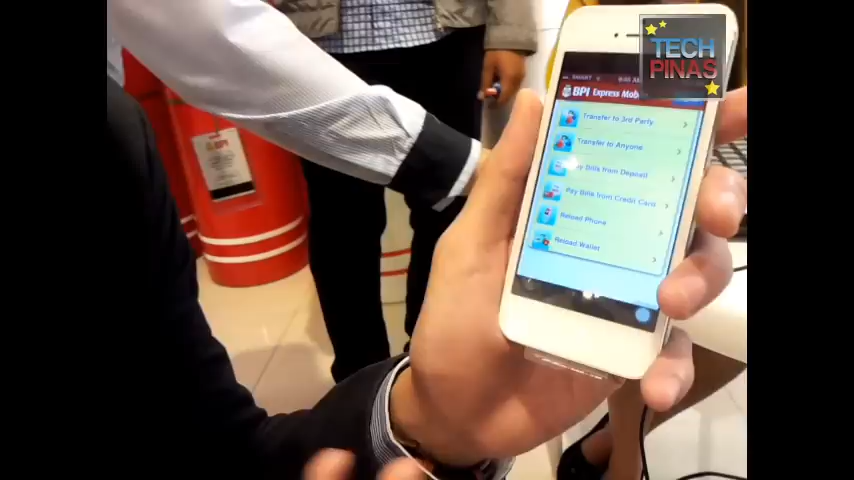 TECH
PINAS
SMART
BPI Express Mob
Transfer to 3rd Party
Transfer to Anyone
Pay Bills from Deposit
Pay Bills from Credit Card
Reload Phone
Reload Wallet
BPI